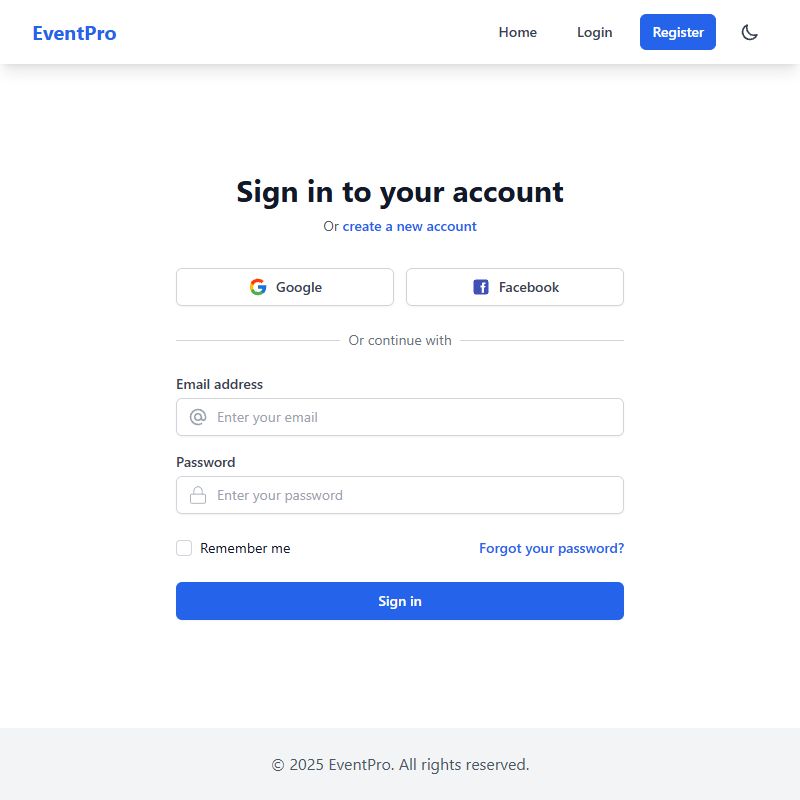 EventPro
Home Login Register
Sign in to your account
Or create a new account
Google Facebook
Or continue with
Email address
Enter your email
Password
Enter your password
Remember me Forgot your password?
Sign in
© 2025 EventPro. All rights reserved.